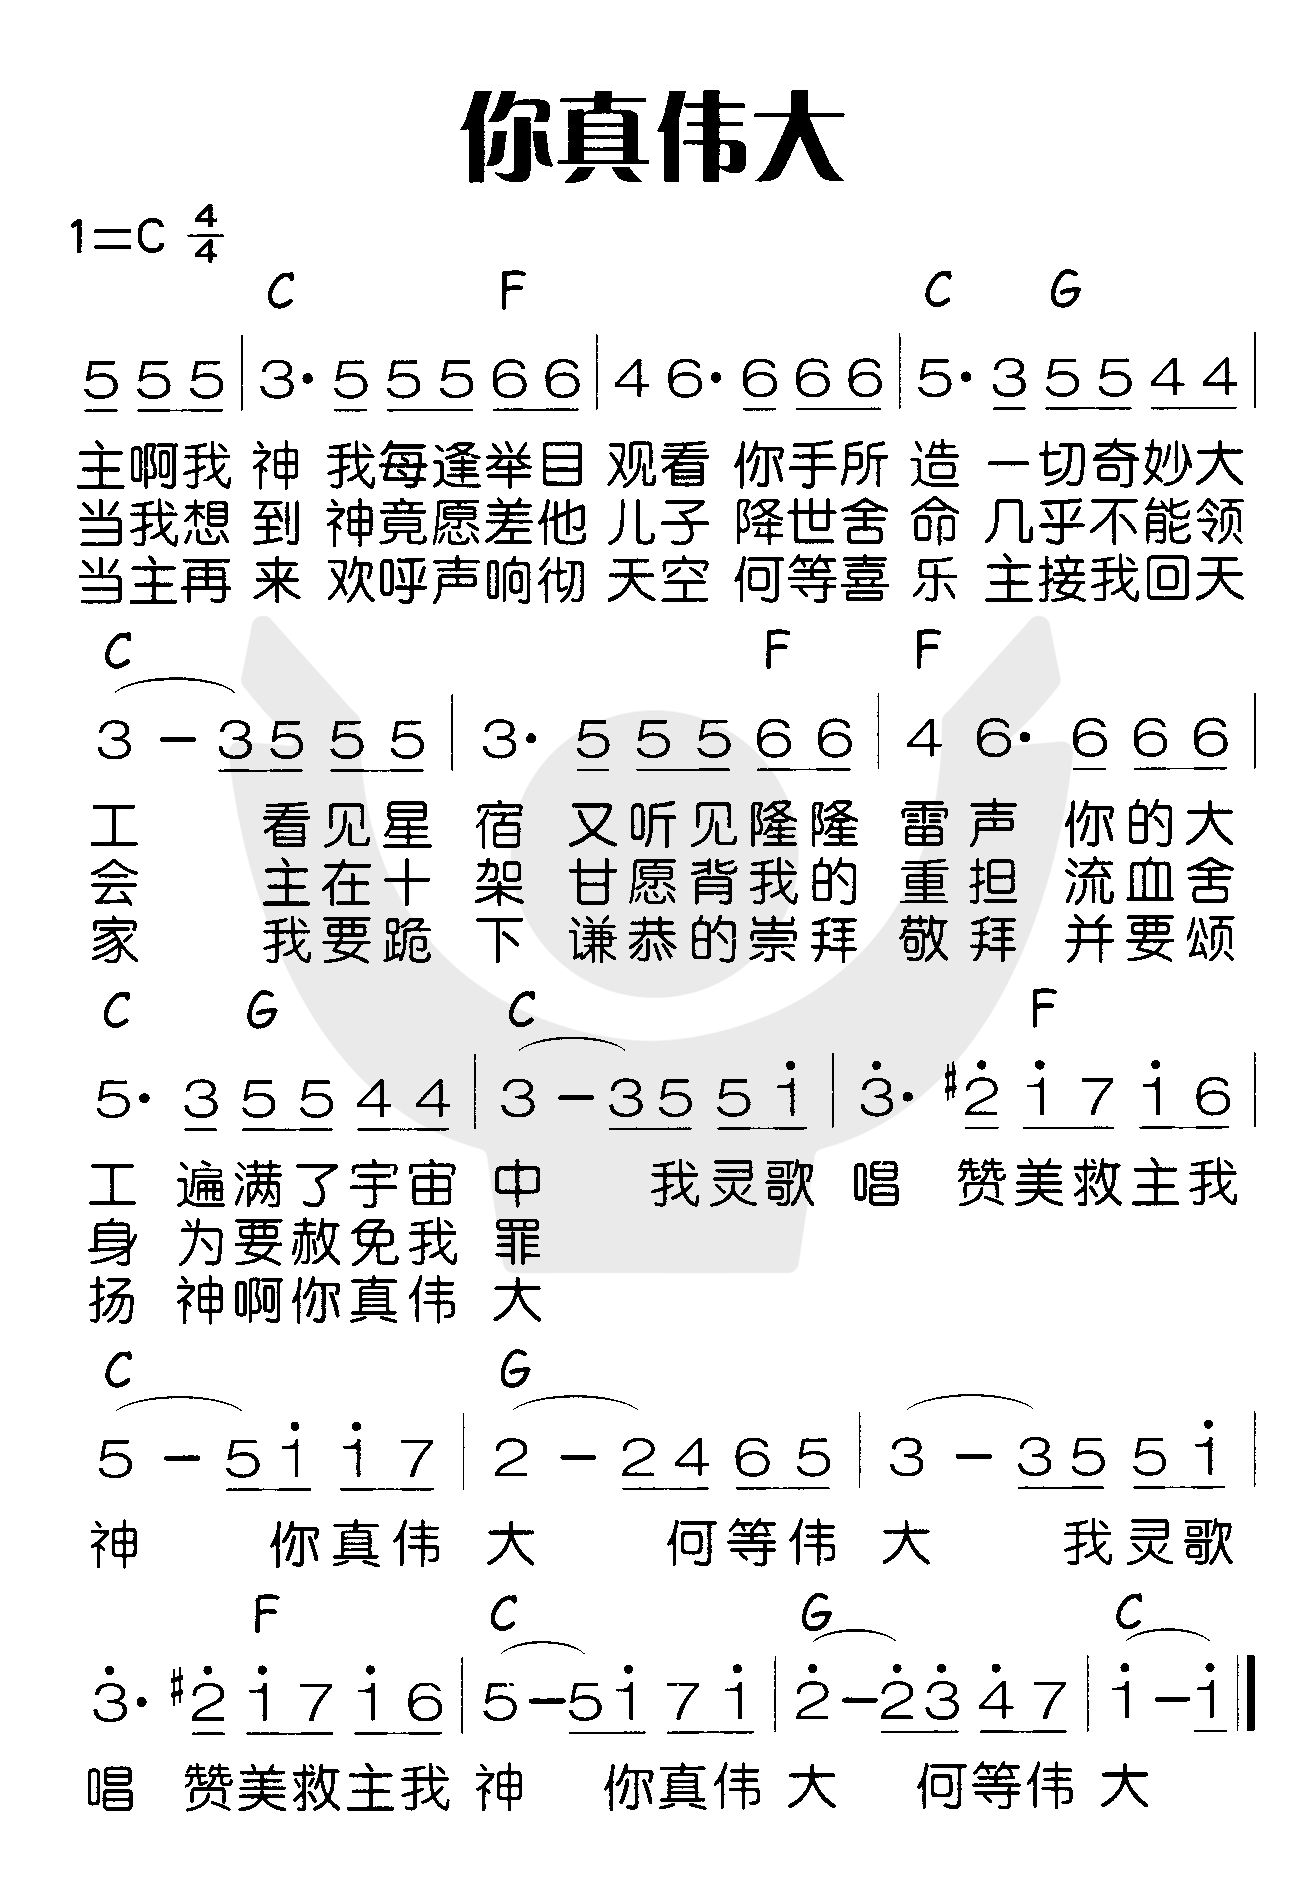 你真伟大
1=C 4/4
C F C G
5 5 5 | 3· 5 5 5 6 6 | 4 6· 6 6 6 | 5· 3 5 5 4 4 |
主啊我 神 我每逢举目 观看 你手所 造 一切奇妙大
当我想 到 神竟愿差他 儿子 降世舍 命 几乎不能领
当主再 来 欢呼声响彻 天空 何等喜 乐 主接我回天
C F F
3 - 3 5 5 5 | 3· 5 5 5 6 6 | 4 6· 6 6 6 |
工 看见星 宿 又听见隆隆 雷声 你的大
会 主在十 架 甘愿背我的 重担 流血舍
家 我要跪 下 谦恭的崇拜 敬拜 并要颂
C G C F
5· 3 5 5 4 4 | 3 - 3 5 5 i | 3̇· #2̇ i 7 i 6 |
工 遍满了宇宙 中 我灵歌 唱 赞美救主我
身 为要赦免我 罪
扬 神啊你真伟 大
C G
5 - 5 i i 7 | 2 - 2 4 6 5 | 3 - 3 5 5 i |
神 你真伟 大 何等伟 大 我灵歌
F C G C
3̇· #2̇ i 7 i 6 | 5 - 5 i 7 i | 2̇ - 2̇ 3̇ 4̇ 7 | i - i ‖
唱 赞美救主我 神 你真伟 大 何等伟 大